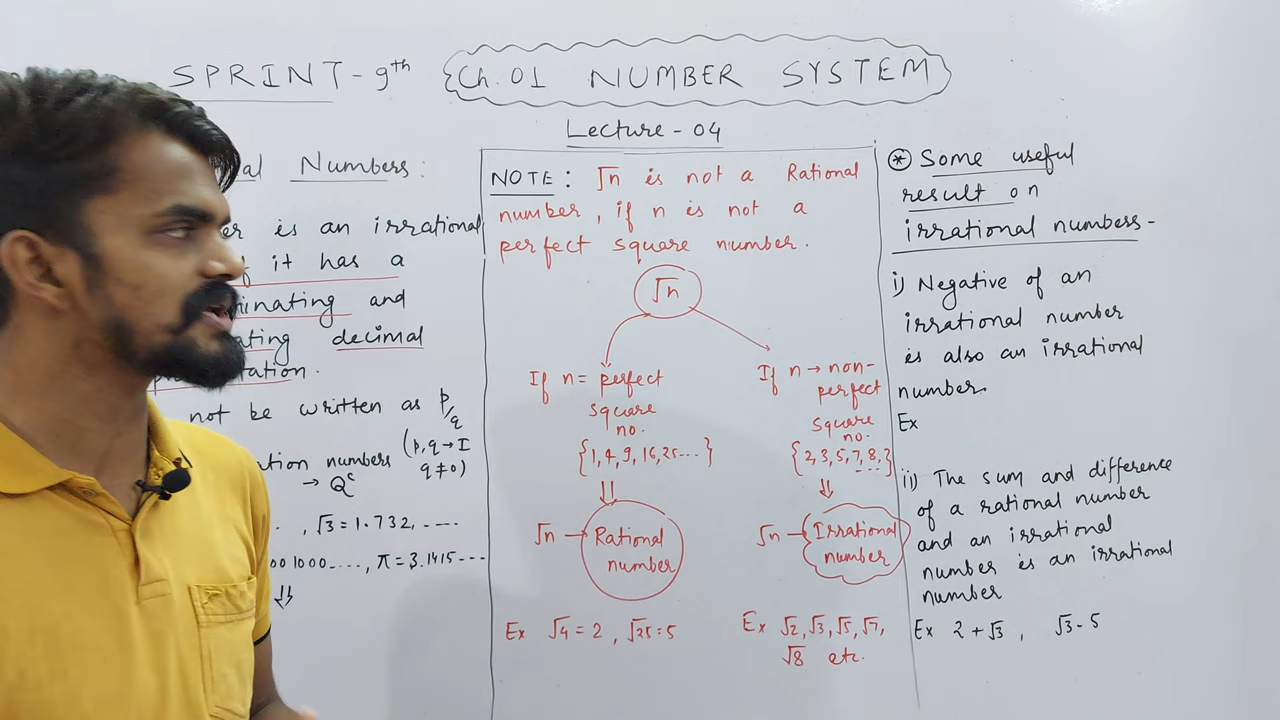 SPRINT - 9th
Ch. 01 NUMBER SYSTEM
Lecture - 04
Numbers :
is an irrational
it has a
and
decimal
not be written as p/q
numbers (p, q → I
q ≠ 0)
→ Qᶜ
, √3 = 1.732, .....
001000...., π = 3.1415....
⇓
NOTE : √n is not a Rational
number, if n is not a
perfect square number.
√n
If n = perfect
square
no.
{1, 4, 9, 16, 25....}
⇓
√n → Rational
number
Ex √4 = 2 , √25 = 5
If n → non-
perfect
square
no.
{2, 3, 5, 7, 8, ...}
⇓
√n → Irrational
number
Ex √2, √3, √5, √7,
√8 etc.
⊛ Some useful
result on
irrational numbers -
i) Negative of an
irrational number
is also an irrational
number.
Ex
ii) The sum and difference
of a rational number
and an irrational
number is an irrational
number
Ex 2 + √3 , √3 - 5